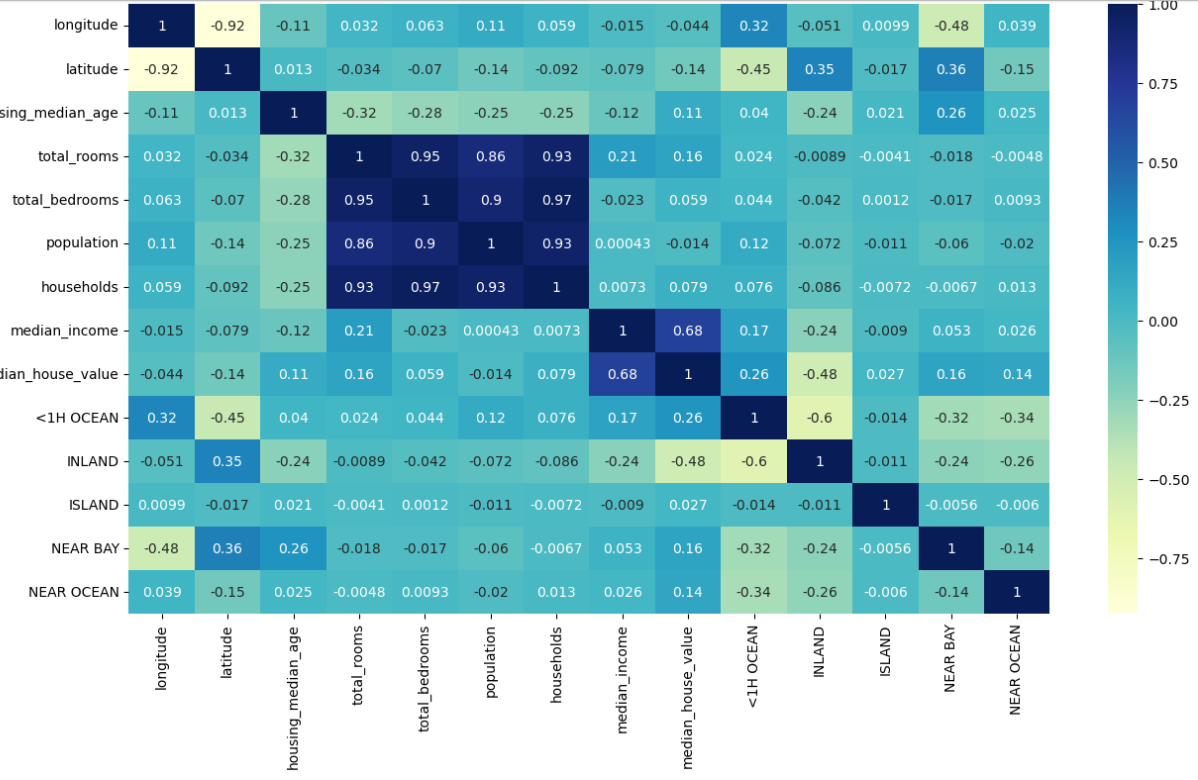 longitude 1 -0.92 -0.11 0.032 0.063 0.11 0.059 -0.015 -0.044 0.32 -0.051 0.0099 -0.48 0.039
latitude -0.92 1 0.013 -0.034 -0.07 -0.14 -0.092 -0.079 -0.14 -0.45 0.35 -0.017 0.36 -0.15
sing_median_age -0.11 0.013 1 -0.32 -0.28 -0.25 -0.25 -0.12 0.11 0.04 -0.24 0.021 0.26 0.025
total_rooms 0.032 -0.034 -0.32 1 0.95 0.86 0.93 0.21 0.16 0.024 -0.0089 -0.0041 -0.018 -0.0048
total_bedrooms 0.063 -0.07 -0.28 0.95 1 0.9 0.97 -0.023 0.059 0.044 -0.042 0.0012 -0.017 0.0093
population 0.11 -0.14 -0.25 0.86 0.9 1 0.93 0.00043 -0.014 0.12 -0.072 -0.011 -0.06 -0.02
households 0.059 -0.092 -0.25 0.93 0.97 0.93 1 0.0073 0.079 0.076 -0.086 -0.0072 -0.0067 0.013
median_income -0.015 -0.079 -0.12 0.21 -0.023 0.00043 0.0073 1 0.68 0.17 -0.24 -0.009 0.053 0.026
dian_house_value -0.044 -0.14 0.11 0.16 0.059 -0.014 0.079 0.68 1 0.26 -0.48 0.027 0.16 0.14
<1H OCEAN 0.32 -0.45 0.04 0.024 0.044 0.12 0.076 0.17 0.26 1 -0.6 -0.014 -0.32 -0.34
INLAND -0.051 0.35 -0.24 -0.0089 -0.042 -0.072 -0.086 -0.24 -0.48 -0.6 1 -0.011 -0.24 -0.26
ISLAND 0.0099 -0.017 0.021 -0.0041 0.0012 -0.011 -0.0072 -0.009 0.027 -0.014 -0.011 1 -0.0056 -0.006
NEAR BAY -0.48 0.36 0.26 -0.018 -0.017 -0.06 -0.0067 0.053 0.16 -0.32 -0.24 -0.0056 1 -0.14
NEAR OCEAN 0.039 -0.15 0.025 -0.0048 0.0093 -0.02 0.013 0.026 0.14 -0.34 -0.26 -0.006 -0.14 1
longitude
latitude
housing_median_age
total_rooms
total_bedrooms
population
households
median_income
median_house_value
<1H OCEAN
INLAND
ISLAND
NEAR BAY
NEAR OCEAN
1.00
0.75
0.50
0.25
0.00
−0.25
−0.50
−0.75